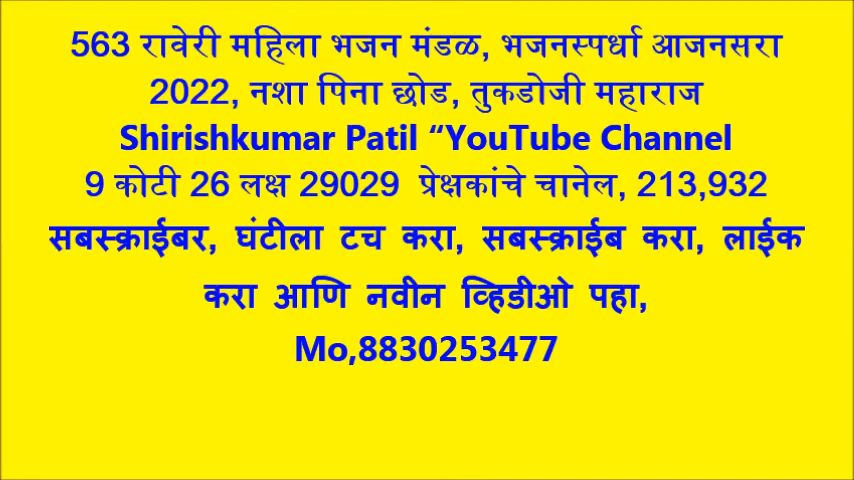 563 रावेरी महिला भजन मंडळ, भजनस्पर्धा आजनसरा
2022, नशा पिना छोड, तुकडोजी महाराज
Shirishkumar Patil “YouTube Channel
9 कोटी 26 लक्ष 29029 प्रेक्षकांचे चानेल, 213,932
सबस्क्राईबर, घंटीला टच करा, सबस्क्राईब करा, लाईक
करा आणि नवीन व्हिडीओ पहा,
Mo,8830253477